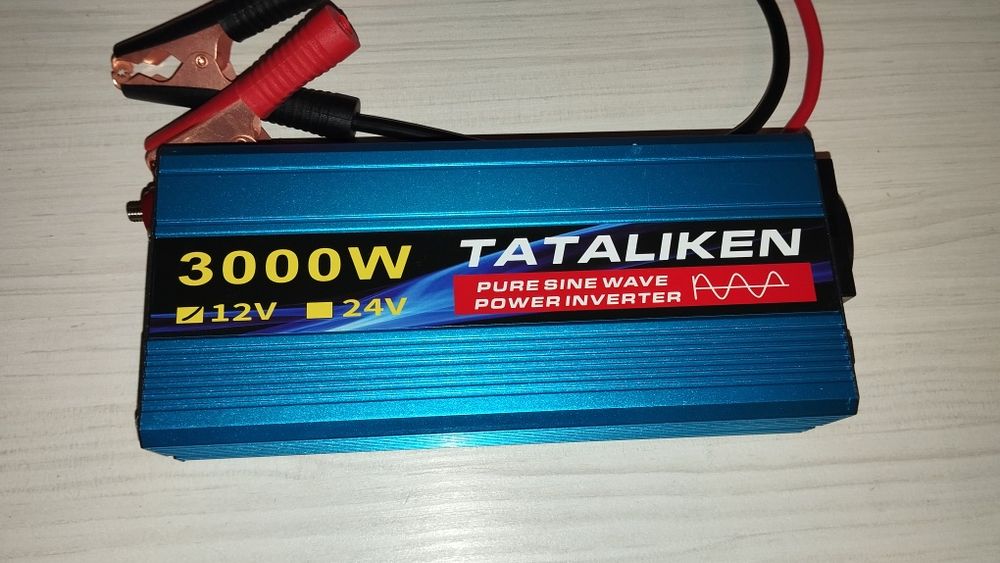 3000W
12V 24V
TATALIKEN
PURE SINE WAVE
POWER INVERTER